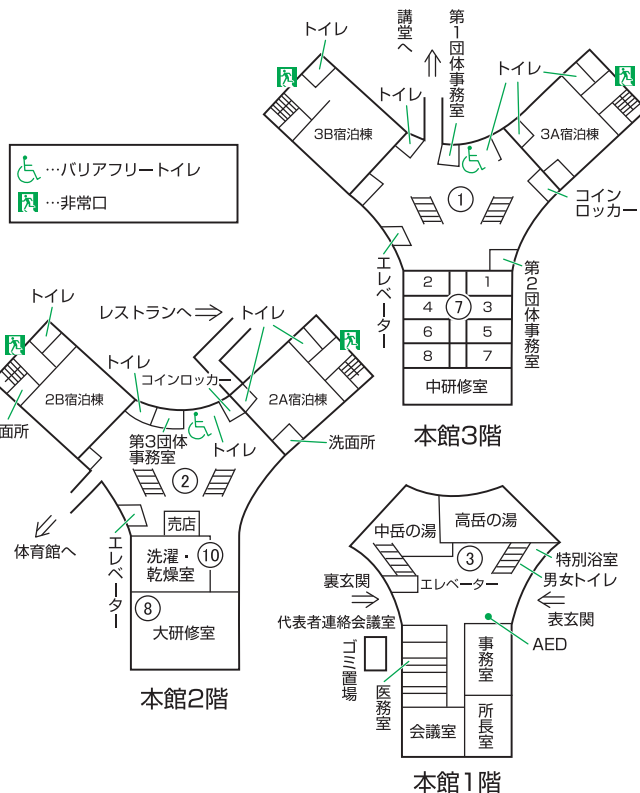 …バリアフリートイレ
…非常口
トイレ
講堂へ
第1団体事務室
トイレ
トイレ
3B宿泊棟
3A宿泊棟
コイン
ロッカー
①
エレベーター
第2団体事務室
2
1
4
⑦
3
6
5
8
7
中研修室
本館3階
トイレ
レストランへ
トイレ
トイレ
コインロッカー
2B宿泊棟
2A宿泊棟
面所
第3団体
事務室
トイレ
洗面所
②
体育館へ
エレベーター
売店
洗濯・
乾燥室
⑩
⑧
大研修室
本館2階
中岳の湯
高岳の湯
③
特別浴室
裏玄関
エレベーター
男女トイレ
代表者連絡会議室
表玄関
AED
ゴミ置場
医務室
事務室
会議室
所長室
本館1階